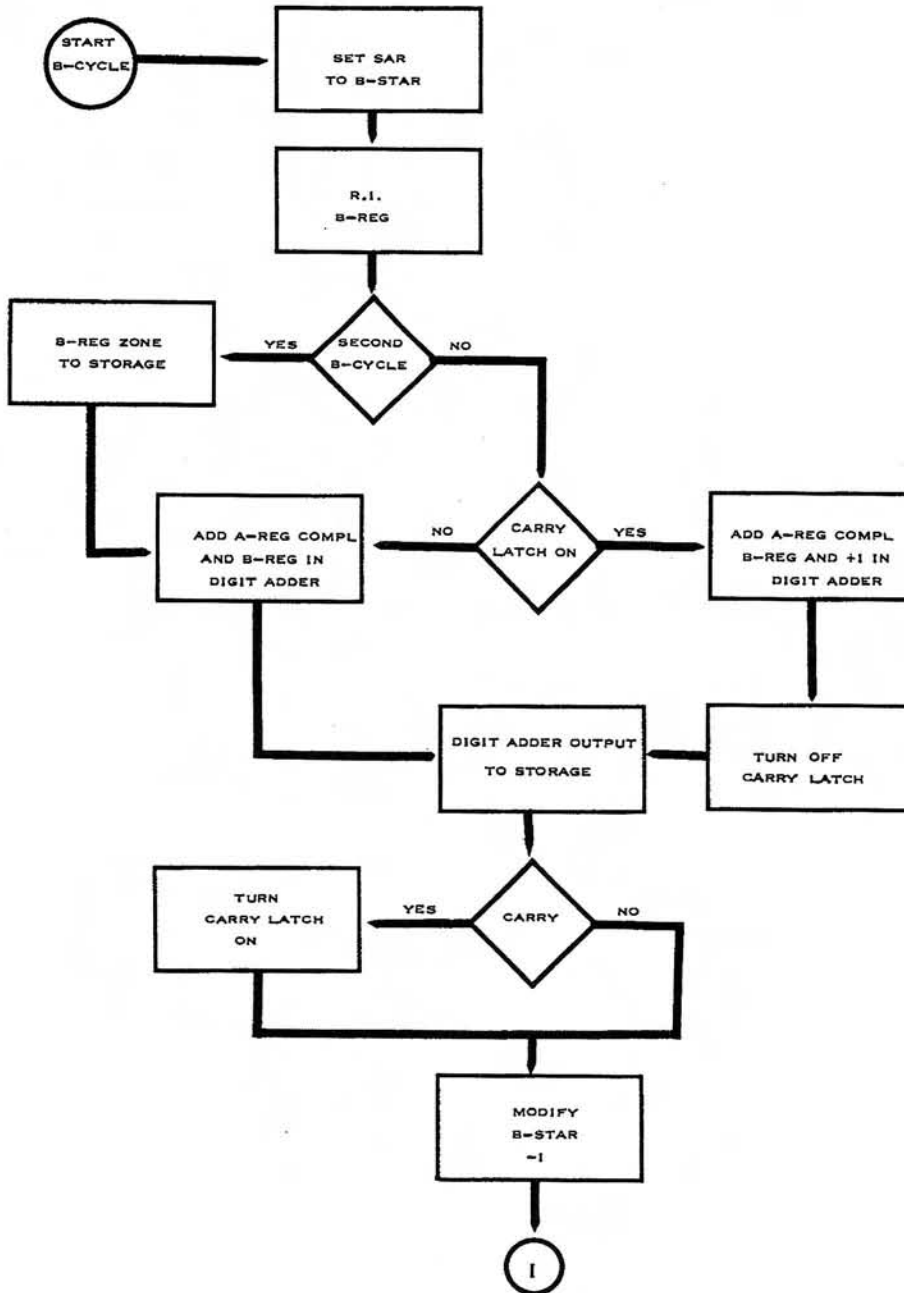 START
B-CYCLE
SET SAR
TO B-STAR
R.I.
B-REG
B-REG ZONE
TO STORAGE
YES
SECOND
B-CYCLE
NO
ADD A-REG COMPL
AND B-REG IN
DIGIT ADDER
NO
CARRY
LATCH ON
YES
ADD A-REG COMPL
B-REG AND +1 IN
DIGIT ADDER
DIGIT ADDER OUTPUT
TO STORAGE
TURN OFF
CARRY LATCH
TURN
CARRY LATCH
ON
YES
CARRY
NO
MODIFY
B-STAR
-1
I